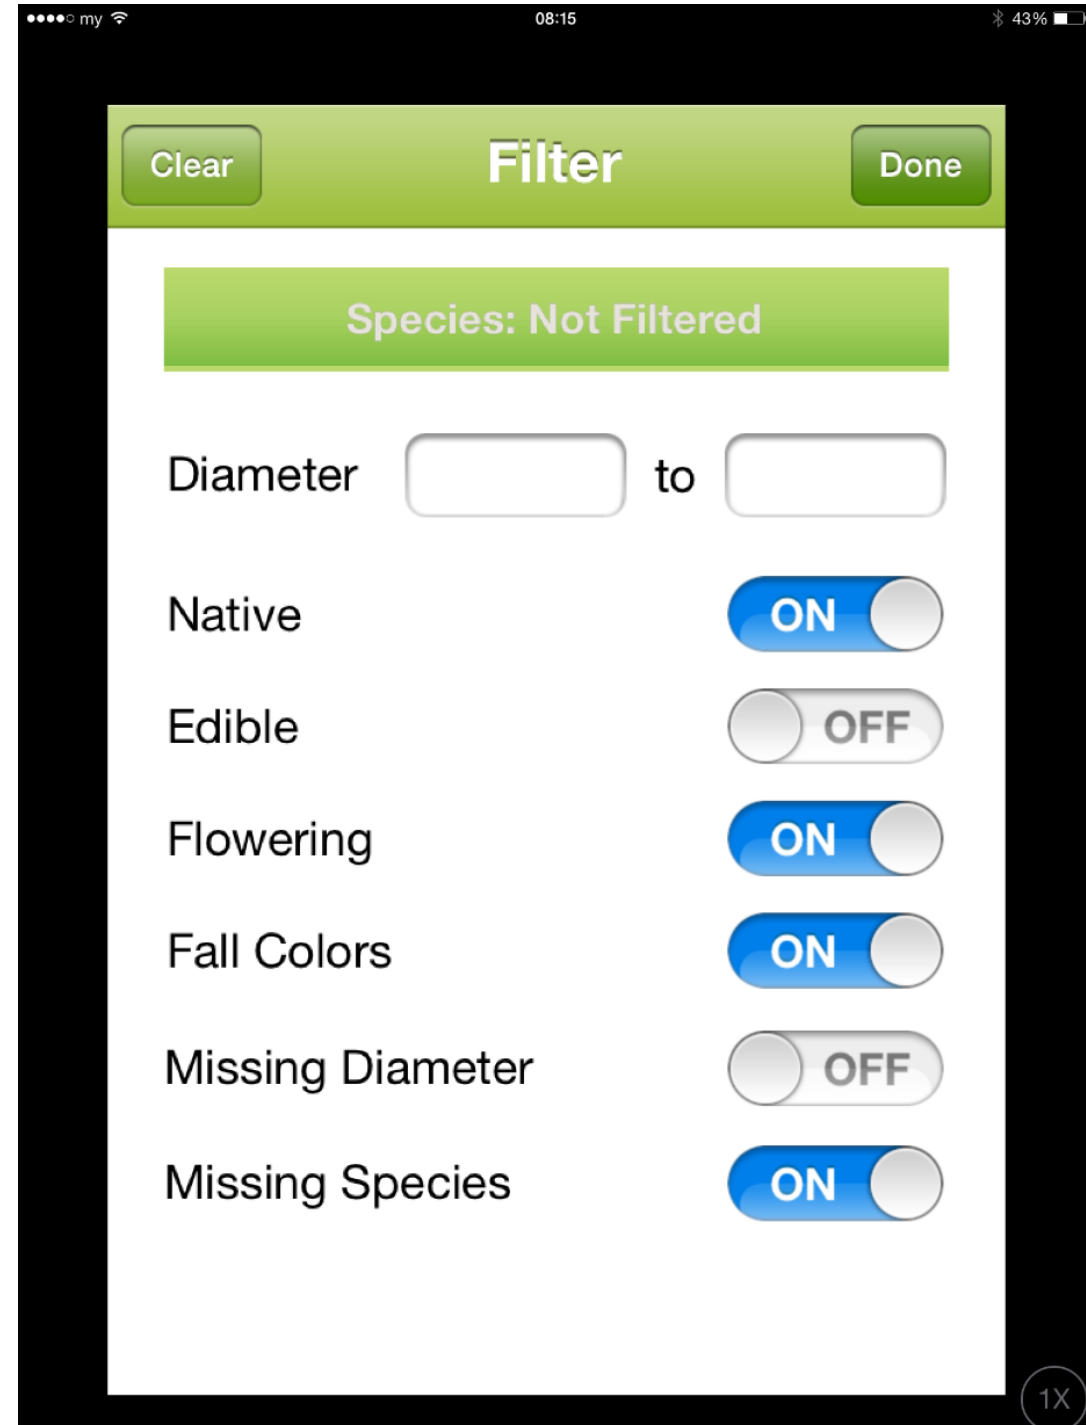 my 08:15 43%
Clear Filter Done
Species: Not Filtered
Diameter to
Native ON
Edible OFF
Flowering ON
Fall Colors ON
Missing Diameter OFF
Missing Species ON
1X